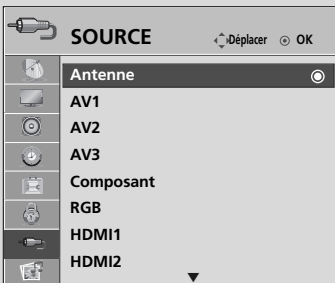 SOURCE Déplacer OK
Antenne
AV1
AV2
AV3
Composant
RGB
HDMI1
HDMI2